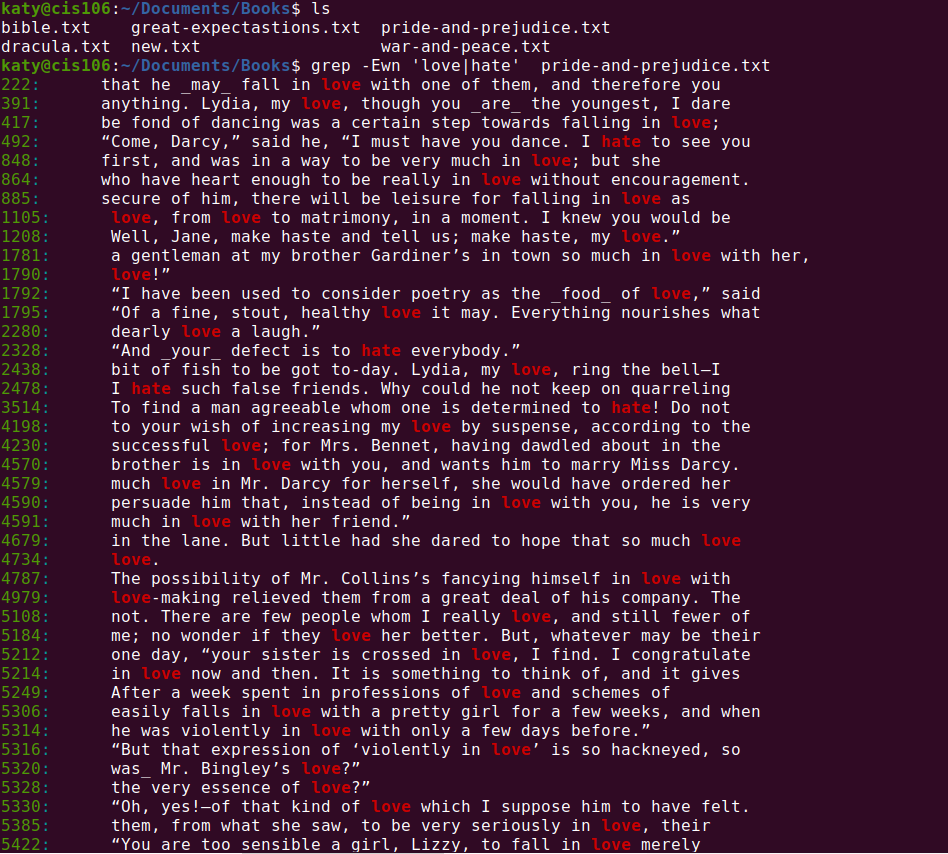 katy@cis106:~/Documents/Books$ ls
bible.txt    great-expectastions.txt  pride-and-prejudice.txt
dracula.txt  new.txt                  war-and-peace.txt
katy@cis106:~/Documents/Books$ grep -Ewn 'love|hate'  pride-and-prejudice.txt
222:      that he _may_ fall in love with one of them, and therefore you
391:      anything. Lydia, my love, though you _are_ the youngest, I dare
417:      be fond of dancing was a certain step towards falling in love;
492:      “Come, Darcy,” said he, “I must have you dance. I hate to see you
848:      first, and was in a way to be very much in love; but she
864:      who have heart enough to be really in love without encouragement.
885:      secure of him, there will be leisure for falling in love as
1105:      love, from love to matrimony, in a moment. I knew you would be
1208:      Well, Jane, make haste and tell us; make haste, my love.”
1781:      a gentleman at my brother Gardiner’s in town so much in love with her,
1790:      love!”
1792:      “I have been used to consider poetry as the _food_ of love,” said
1795:      “Of a fine, stout, healthy love it may. Everything nourishes what
2280:      dearly love a laugh.”
2328:      “And _your_ defect is to hate everybody.”
2438:      bit of fish to be got to-day. Lydia, my love, ring the bell—I
2478:      I hate such false friends. Why could he not keep on quarreling
3514:      To find a man agreeable whom one is determined to hate! Do not
4198:      to your wish of increasing my love by suspense, according to the
4230:      successful love; for Mrs. Bennet, having dawdled about in the
4570:      brother is in love with you, and wants him to marry Miss Darcy.
4579:      much love in Mr. Darcy for herself, she would have ordered her
4590:      persuade him that, instead of being in love with you, he is very
4591:      much in love with her friend.”
4679:      in the lane. But little had she dared to hope that so much love
4734:      love.
4787:      The possibility of Mr. Collins’s fancying himself in love with
4979:      love-making relieved them from a great deal of his company. The
5108:      not. There are few people whom I really love, and still fewer of
5184:      me; no wonder if they love her better. But, whatever may be their
5212:      one day, “your sister is crossed in love, I find. I congratulate
5214:      in love now and then. It is something to think of, and it gives
5249:      After a week spent in professions of love and schemes of
5306:      easily falls in love with a pretty girl for a few weeks, and when
5314:      he was violently in love with only a few days before.”
5316:      “But that expression of ‘violently in love’ is so hackneyed, so
5320:      was_ Mr. Bingley’s love?”
5328:      the very essence of love?”
5330:      “Oh, yes!—of that kind of love which I suppose him to have felt.
5385:      them, from what she saw, to be very seriously in love, their
5422:      “You are too sensible a girl, Lizzy, to fall in love merely